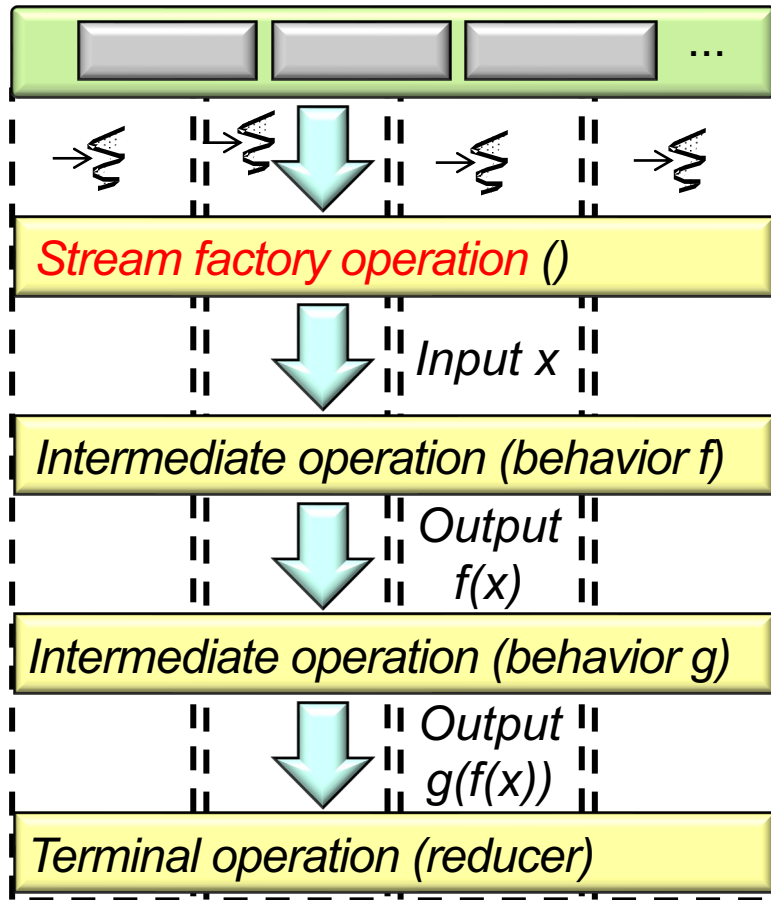 ...
Stream factory operation ()
Input x
Intermediate operation (behavior f)
Output
f(x)
Intermediate operation (behavior g)
Output
g(f(x))
Terminal operation (reducer)